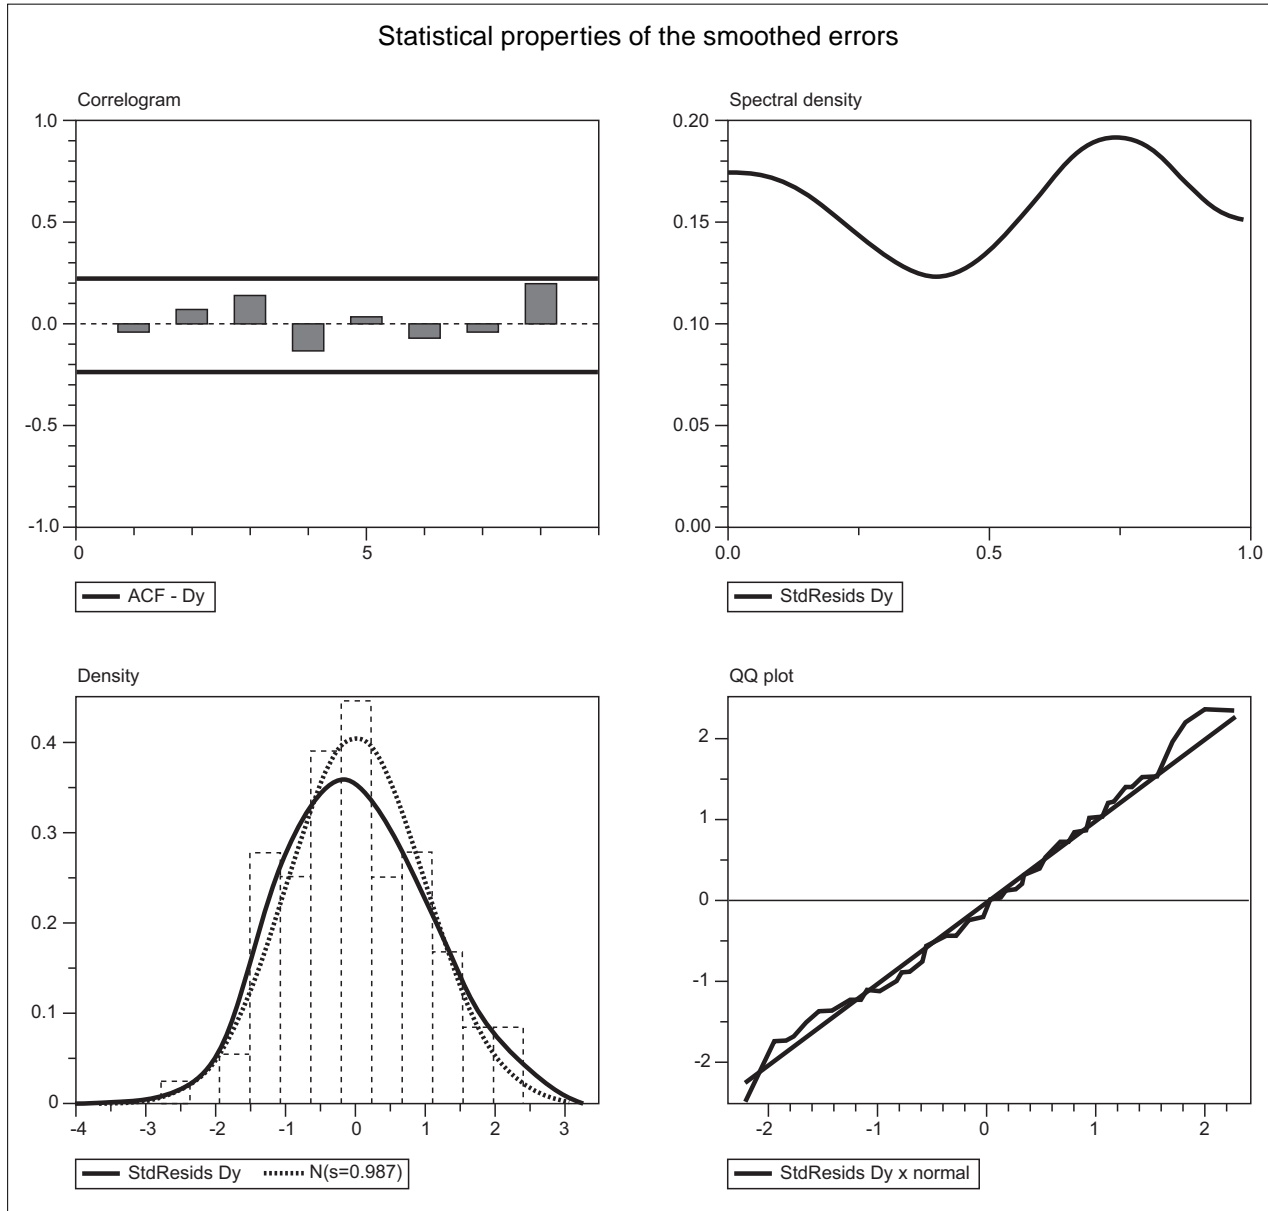 Statistical properties of the smoothed errors
Correlogram
1.0
0.5
0.0
-0.5
-1.0
0 5
ACF - Dy
Spectral density
0.20
0.15
0.10
0.05
0.00
0.0 0.5 1.0
StdResids Dy
Density
0.4
0.3
0.2
0.1
0
-4 -3 -2 -1 0 1 2 3
StdResids Dy N(s=0.987)
QQ plot
2
1
0
-1
-2
-2 -1 0 1 2
StdResids Dy x normal